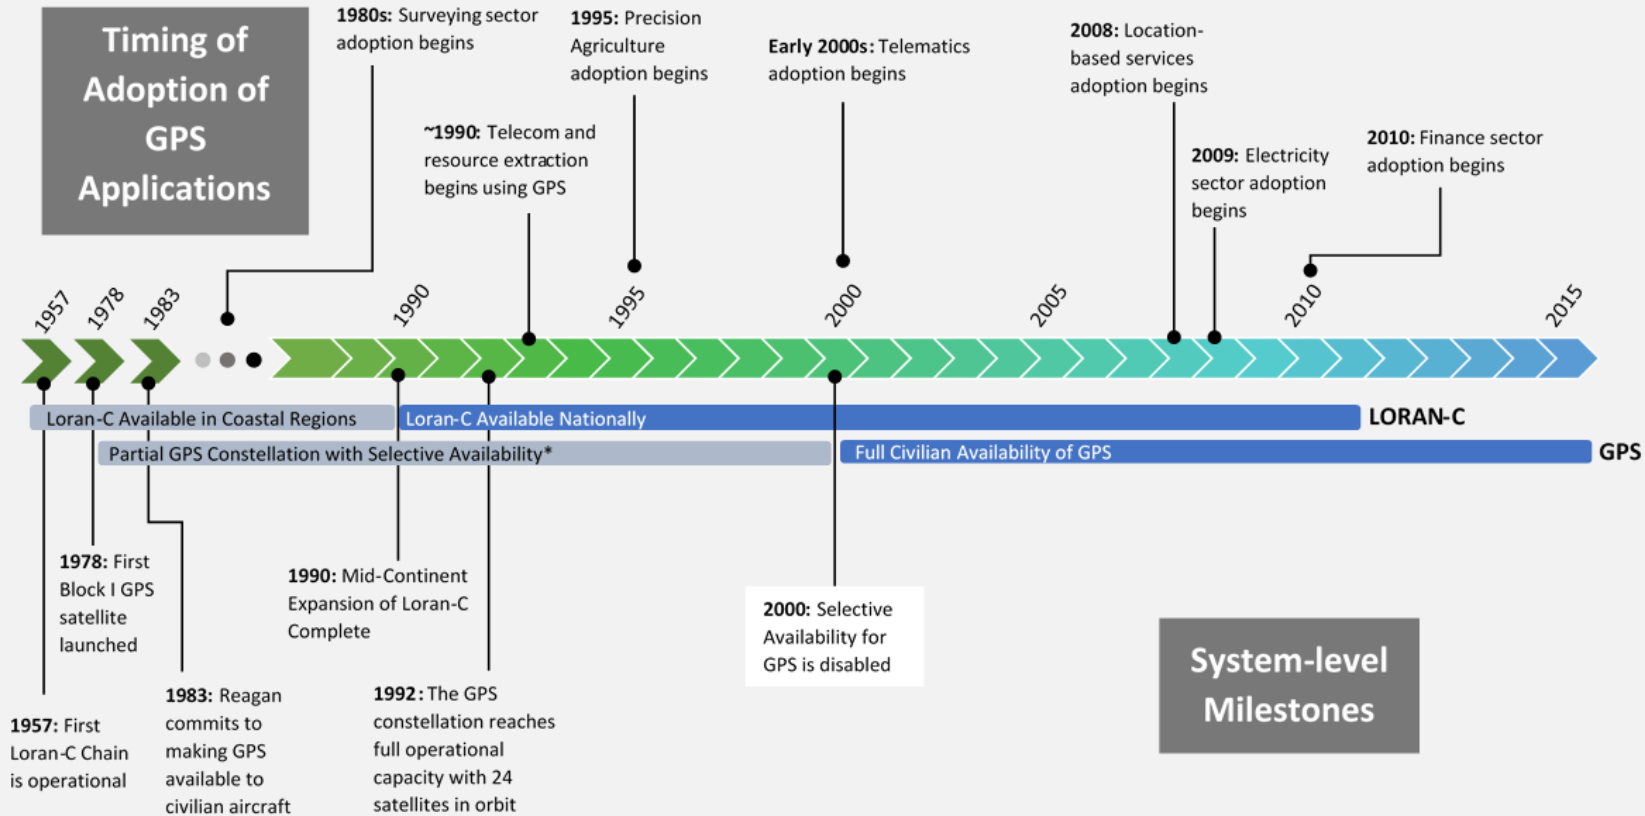 Timing of
Adoption of
GPS
Applications
1980s: Surveying sector
adoption begins
~1990: Telecom and
resource extraction
begins using GPS
1995: Precision
Agriculture
adoption begins
Early 2000s: Telematics
adoption begins
2008: Location-
based services
adoption begins
2009: Electricity
sector adoption
begins
2010: Finance sector
adoption begins
1957
1978
1983
1990
1995
2000
2005
2010
2015
Loran-C Available in Coastal Regions
Loran-C Available Nationally
LORAN-C
Partial GPS Constellation with Selective Availability*
Full Civilian Availability of GPS
GPS
1957: First
Loran-C Chain
is operational
1978: First
Block I GPS
satellite
launched
1983: Reagan
commits to
making GPS
available to
civilian aircraft
1990: Mid-Continent
Expansion of Loran-C
Complete
1992: The GPS
constellation reaches
full operational
capacity with 24
satellites in orbit
2000: Selective
Availability for
GPS is disabled
System-level
Milestones